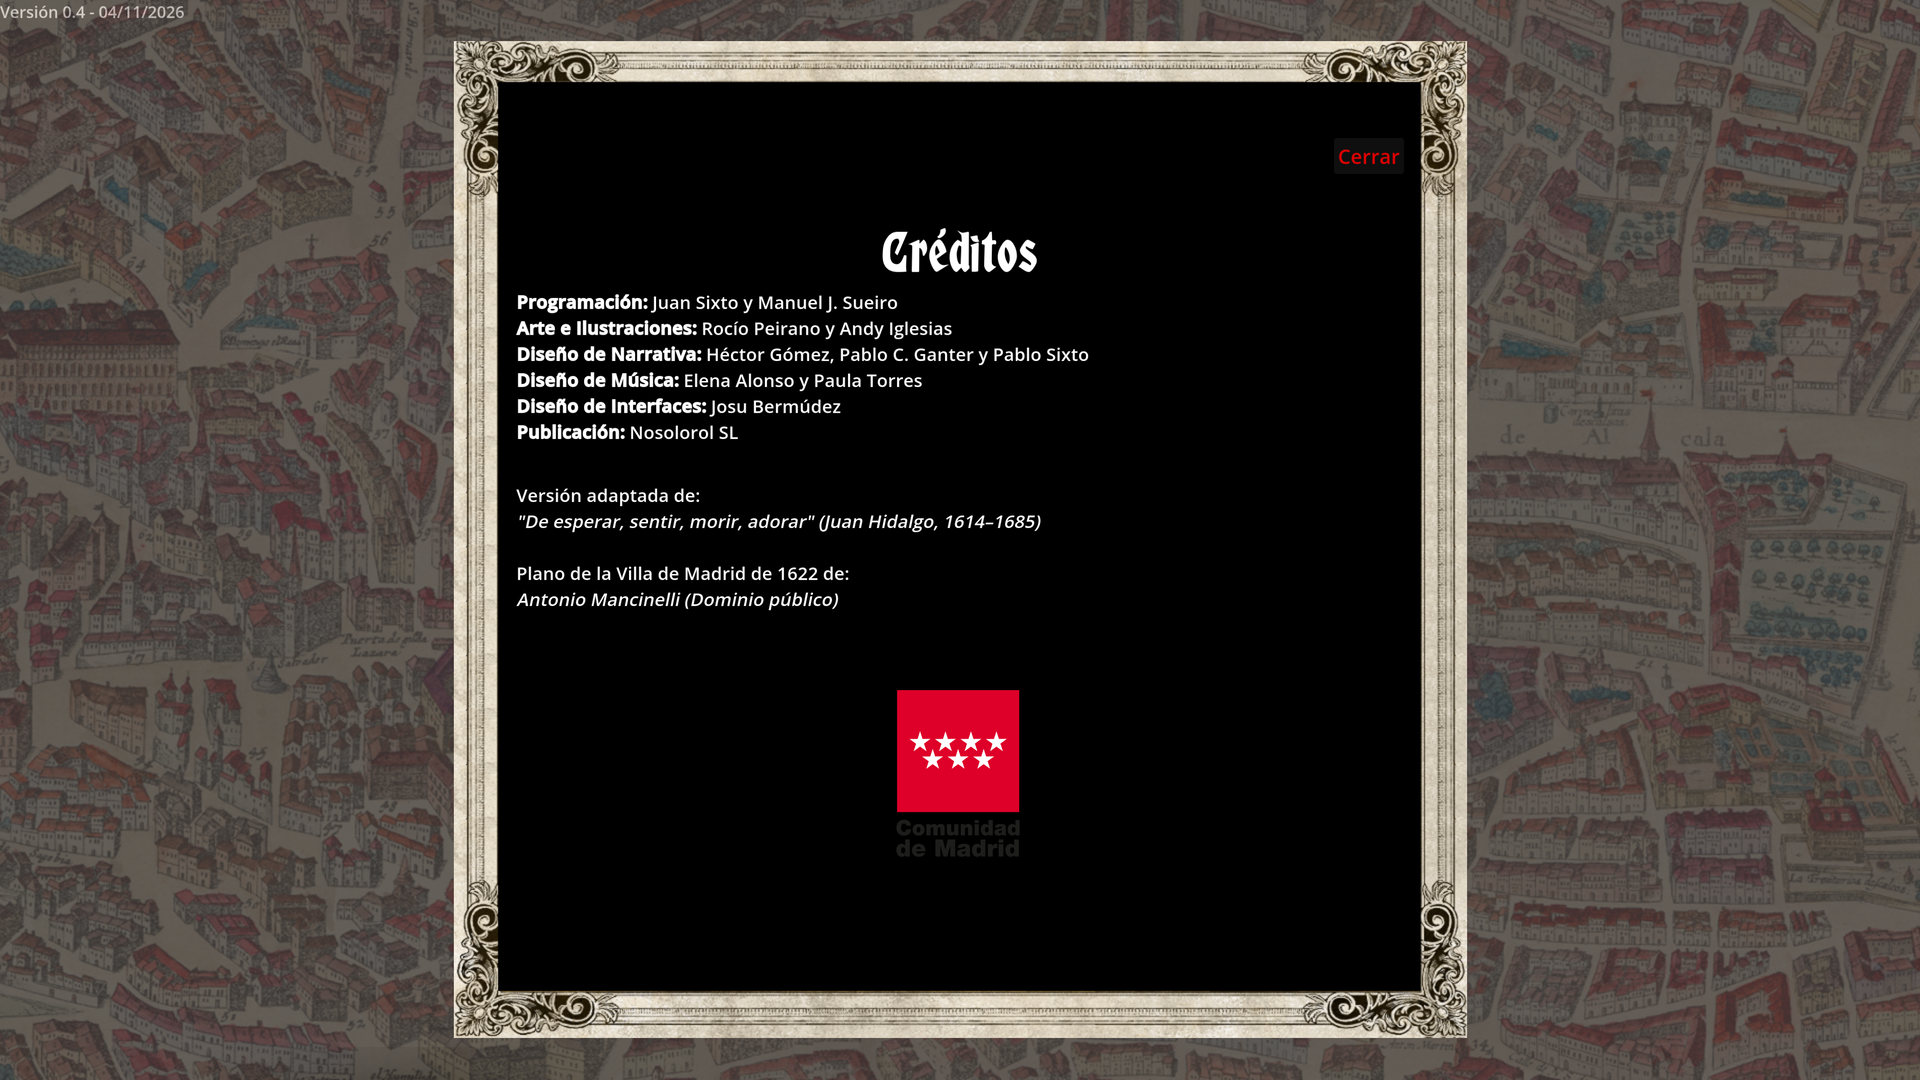 Versión 0.4 - 04/11/2026
Cerrar
Créditos
Programación: Juan Sixto y Manuel J. Sueiro
Arte e Ilustraciones: Rocío Peirano y Andy Iglesias
Diseño de Narrativa: Héctor Gómez, Pablo C. Ganter y Pablo Sixto
Diseño de Música: Elena Alonso y Paula Torres
Diseño de Interfaces: Josu Bermúdez
Publicación: Nosolorol SL
Versión adaptada de:
"De esperar, sentir, morir, adorar" (Juan Hidalgo, 1614–1685)
Plano de la Villa de Madrid de 1622 de:
Antonio Mancinelli (Dominio público)
Comunidad
de Madrid
de Al cala